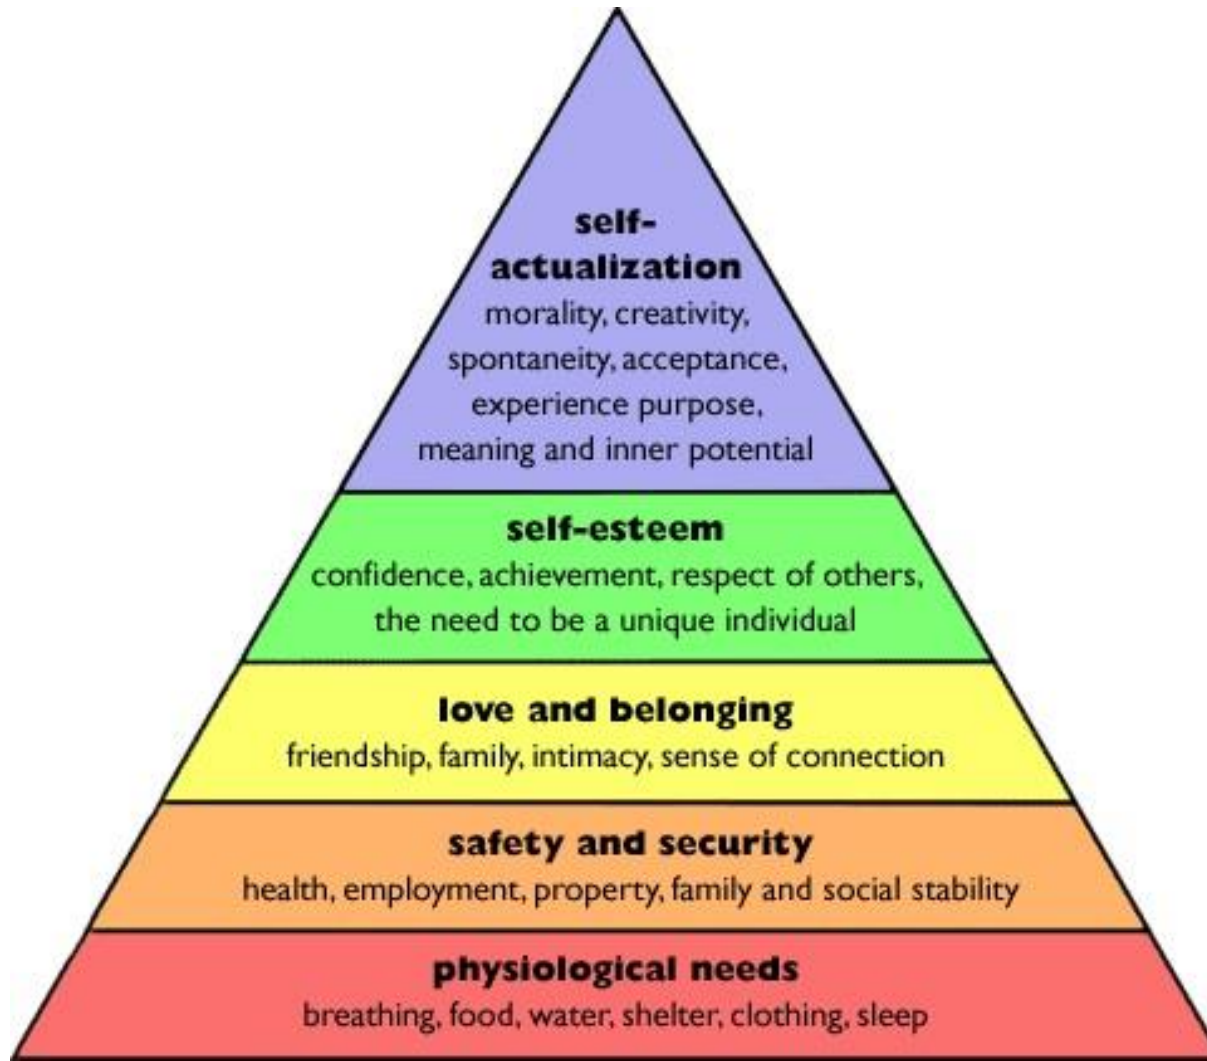 self-
actualization
morality, creativity,
spontaneity, acceptance,
experience purpose,
meaning and inner potential
self-esteem
confidence, achievement, respect of others,
the need to be a unique individual
love and belonging
friendship, family, intimacy, sense of connection
safety and security
health, employment, property, family and social stability
physiological needs
breathing, food, water, shelter, clothing, sleep